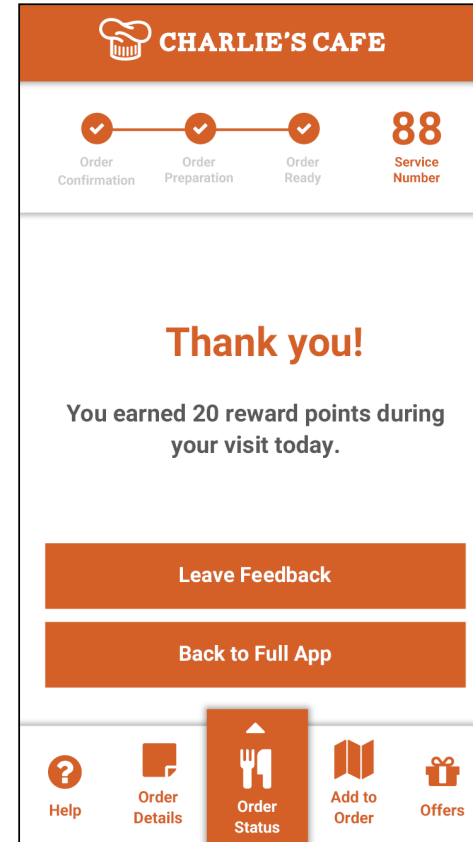 CHARLIE'S CAFE
88
Order
Confirmation
Order
Preparation
Order
Ready
Service
Number
Thank you!
You earned 20 reward points during
your visit today.
Leave Feedback
Back to Full App
Help
Order
Details
Order
Status
Add to
Order
Offers